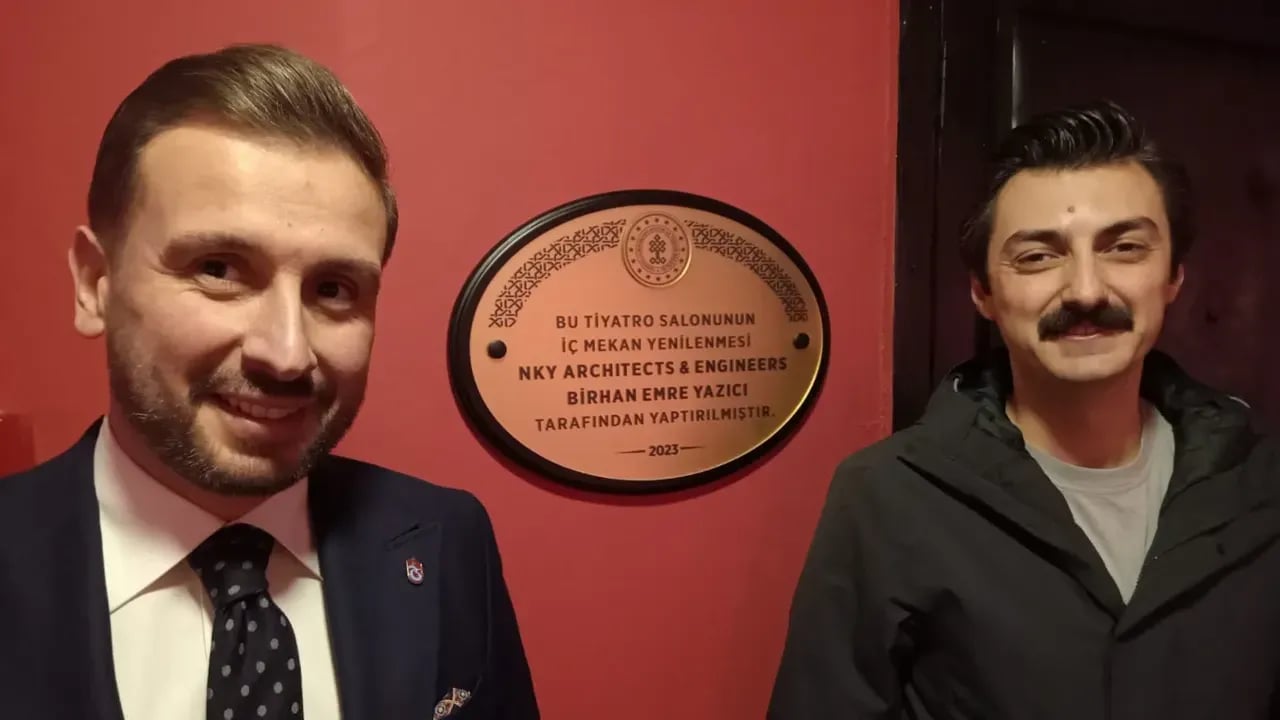 BU TİYATRO SALONUNUN
İÇ MEKAN YENİLENMESİ
NKY ARCHITECTS & ENGINEERS
BİRHAN EMRE YAZICI
TARAFINDAN YAPTIRILMIŞTIR.
2023